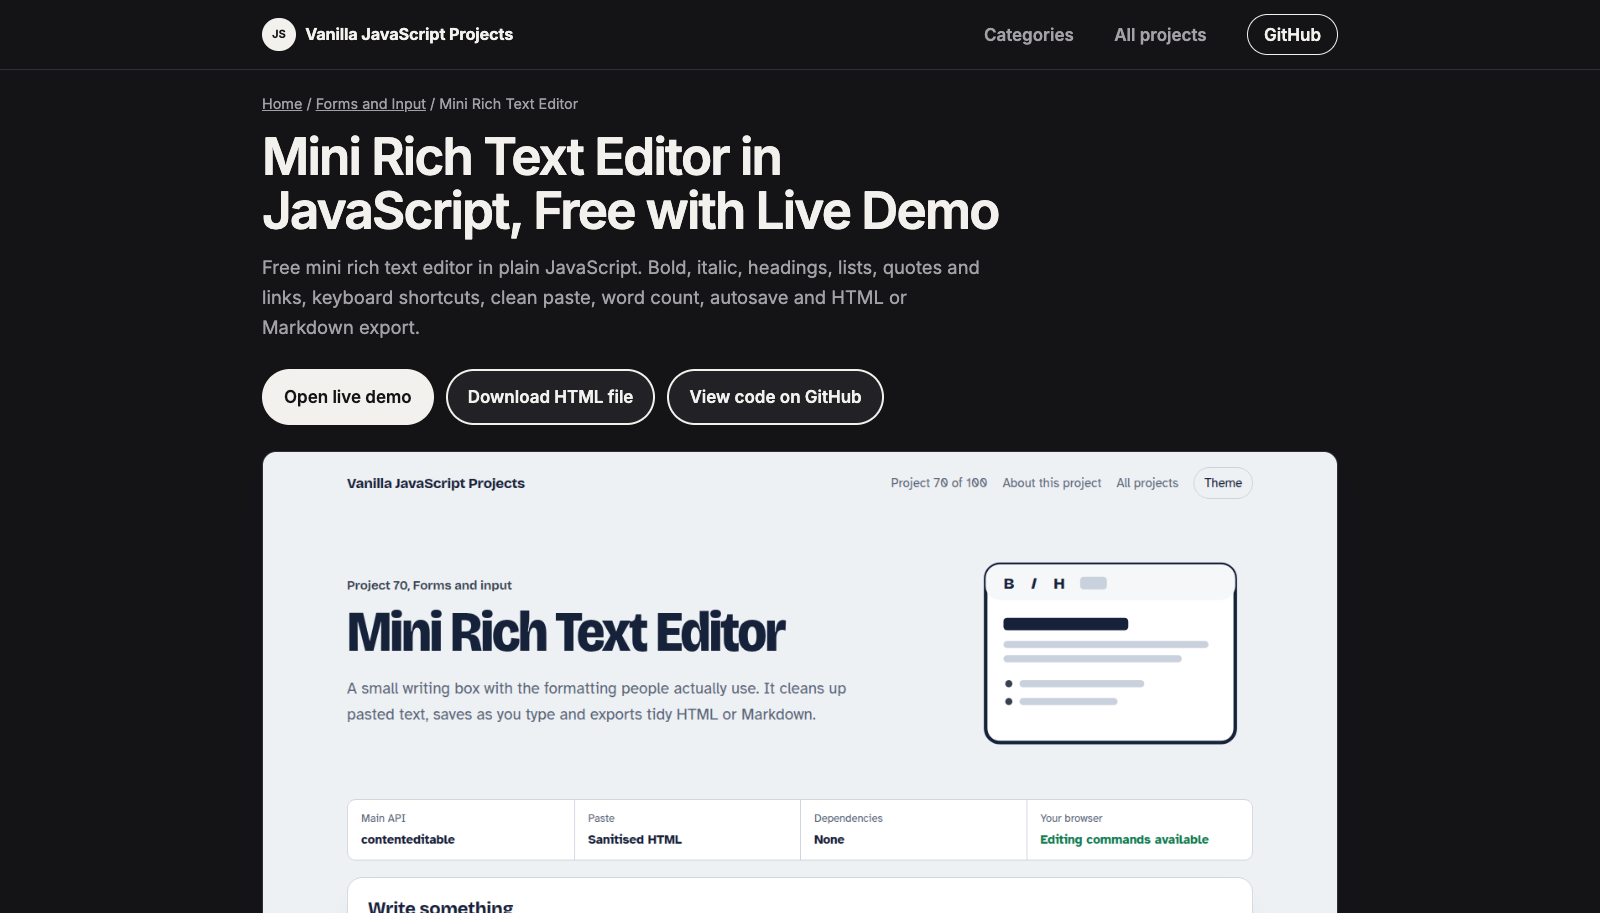 JS Vanilla JavaScript Projects
Categories All projects GitHub
Home / Forms and Input / Mini Rich Text Editor
Mini Rich Text Editor in
JavaScript, Free with Live Demo
Free mini rich text editor in plain JavaScript. Bold, italic, headings, lists, quotes and
links, keyboard shortcuts, clean paste, word count, autosave and HTML or
Markdown export.
Open live demo Download HTML file View code on GitHub
Vanilla JavaScript Projects
Project 70 of 100 About this project All projects Theme
Project 70, Forms and input
Mini Rich Text Editor
A small writing box with the formatting people actually use. It cleans up
pasted text, saves as you type and exports tidy HTML or Markdown.
B I H
Main API
contenteditable
Paste
Sanitised HTML
Dependencies
None
Your browser
Editing commands available
Write something